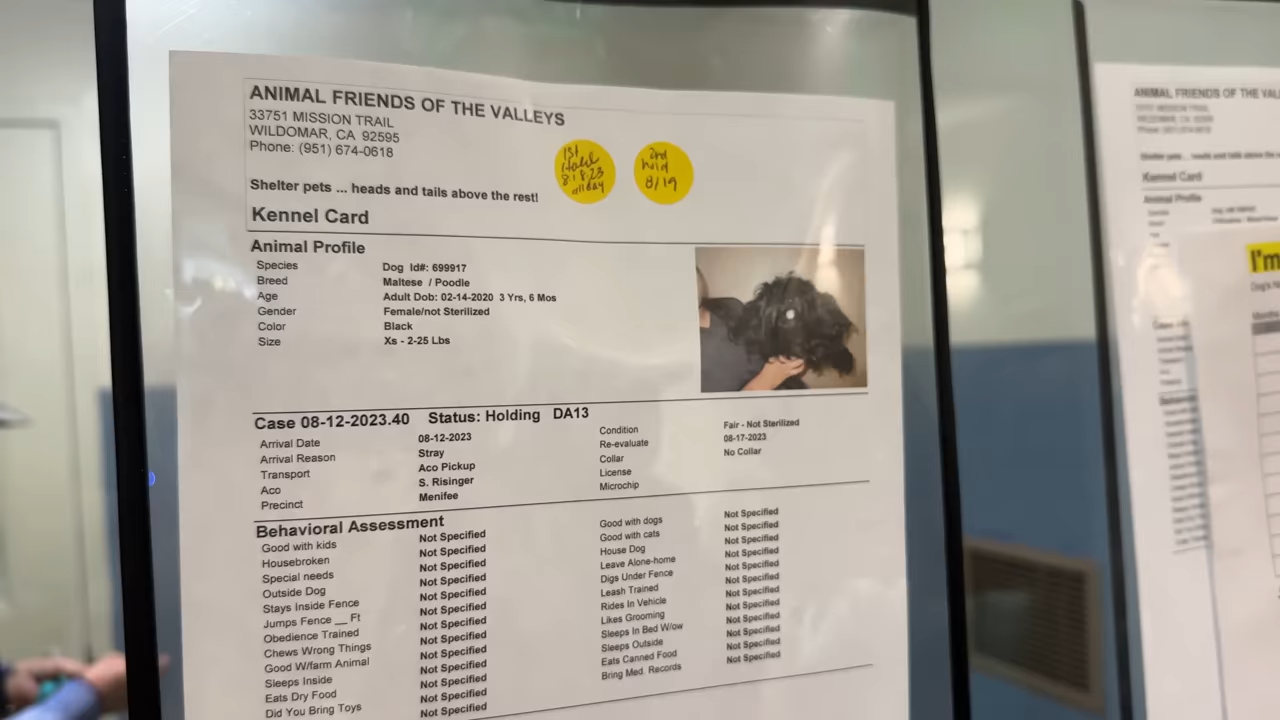 ANIMAL FRIENDS OF THE VALLEYS
33751 MISSION TRAIL
WILDOMAR, CA 92595
Phone: (951) 674-0618
1st
Hold
8.18.23
all day
2nd
hold
8/19
Shelter pets ... heads and tails above the rest!
Kennel Card
Animal Profile
Species Dog Id#: 699917
Breed Maltese / Poodle
Age Adult Dob: 02-14-2020 3 Yrs, 6 Mos
Gender Female/not Sterilized
Color Black
Size Xs - 2-25 Lbs
Case 08-12-2023.40 Status: Holding DA13
Arrival Date 08-12-2023 Condition Fair - Not Sterilized
Arrival Reason Stray Re-evaluate 08-17-2023
Transport Aco Pickup Collar No Collar
Aco S. Risinger License
Precinct Menifee Microchip
Behavioral Assessment
Good with kids Not Specified Good with dogs Not Specified
Housebroken Not Specified Good with cats Not Specified
Special needs Not Specified House Dog Not Specified
Outside Dog Not Specified Leave Alone-home Not Specified
Stays Inside Fence Not Specified Digs Under Fence Not Specified
Jumps Fence __ Ft Not Specified Leash Trained Not Specified
Obedience Trained Not Specified Rides In Vehicle Not Specified
Chews Wrong Things Not Specified Likes Grooming Not Specified
Good W/farm Animal Not Specified Sleeps In Bed W/ow Not Specified
Sleeps Inside Not Specified Sleeps Outside Not Specified
Eats Dry Food Not Specified Eats Canned Food Not Specified
Did You Bring Toys Not Specified Bring Med. Records Not Specified
ANIMAL FRIENDS OF THE VAL
Kennel Card
Animal Profile
I'm